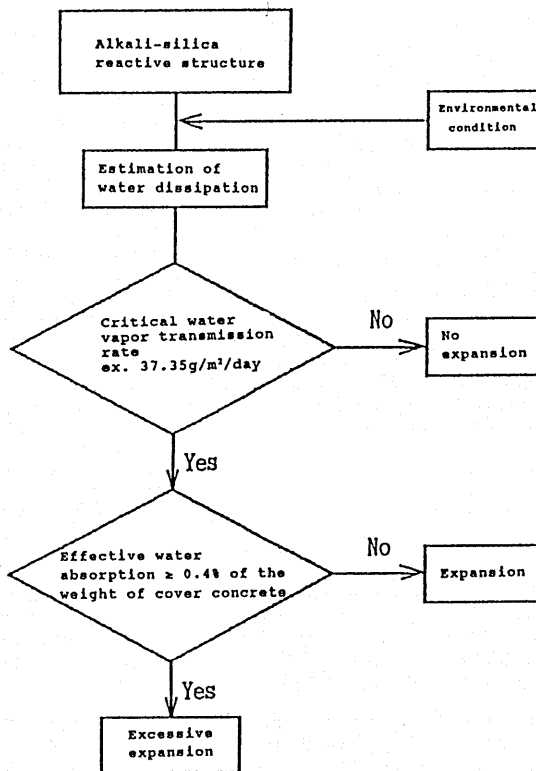 Alkali-silica
reactive structure
Environmental
condition
Estimation of
water dissipation
Critical water
vapor transmission
rate
ex. 37.35g/m²/day
No
No
expansion
Yes
Effective water
absorption ≥ 0.4% of the
weight of cover concrete
No
Expansion
Yes
Excessive
expansion